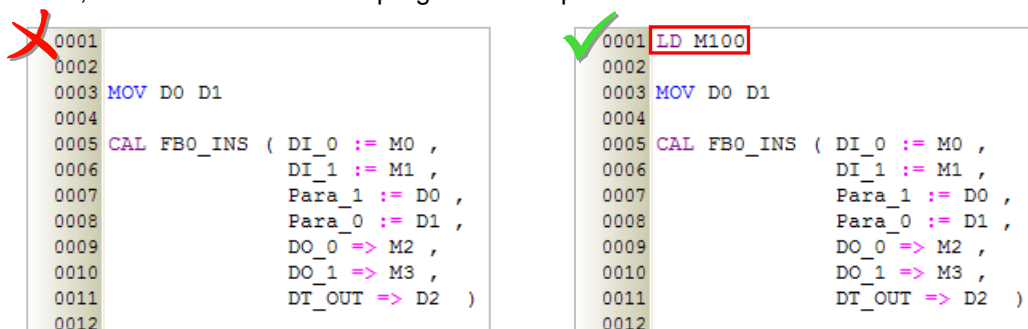 0001
0002
0003 MOV D0 D1
0004
0005 CAL FB0_INS ( DI_0 := M0 ,
0006 DI_1 := M1 ,
0007 Para_1 := D0 ,
0008 Para_0 := D1 ,
0009 DO_0 => M2 ,
0010 DO_1 => M3 ,
0011 DT_OUT => D2 )
0012
0001 LD M100
0002
0003 MOV D0 D1
0004
0005 CAL FB0_INS ( DI_0 := M0 ,
0006 DI_1 := M1 ,
0007 Para_1 := D0 ,
0008 Para_0 := D1 ,
0009 DO_0 => M2 ,
0010 DO_1 => M3 ,
0011 DT_OUT => D2 )
0012